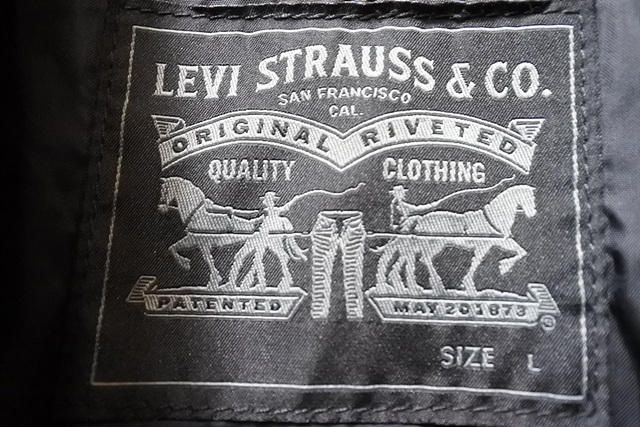 LEVI STRAUSS & CO.
SAN FRANCISCO
CAL.
ORIGINAL RIVETED
QUALITY CLOTHING
PATENTED MAY 20 1873 ®
SIZE L